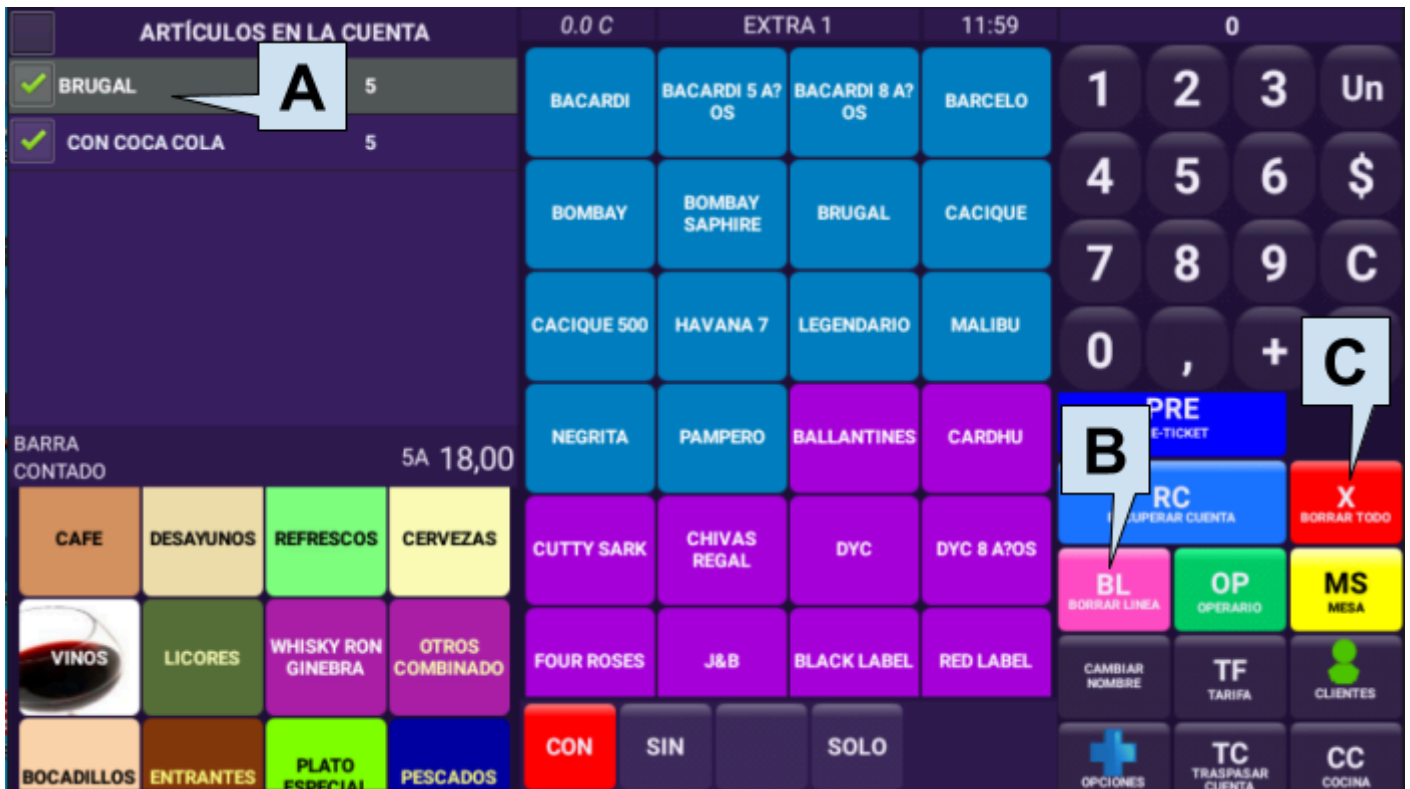 ARTÍCULOS EN LA CUENTA
BRUGAL 5
CON COCA COLA 5
A
BARRA
CONTADO
5A 18,00
CAFE
DESAYUNOS
REFRESCOS
CERVEZAS
VINOS
LICORES
WHISKY RON
GINEBRA
OTROS
COMBINADO
BOCADILLOS
ENTRANTES
PLATO
ESPECIAL
PESCADOS
0.0 C
EXTRA 1
11:59
BACARDI
BACARDI 5 A?
OS
BACARDI 8 A?
OS
BARCELO
BOMBAY
BOMBAY
SAPHIRE
BRUGAL
CACIQUE
CACIQUE 500
HAVANA 7
LEGENDARIO
MALIBU
NEGRITA
PAMPERO
BALLANTINES
CARDHU
CUTTY SARK
CHIVAS
REGAL
DYC
DYC 8 A?OS
FOUR ROSES
J&B
BLACK LABEL
RED LABEL
CON
SIN
SOLO
0
1 2 3 Un
4 5 6 $
7 8 9 C
0 , +
C
PRE
E-TICKET
B
RC
CUPERAR CUENTA
X
BORRAR TODO
BL
BORRAR LINEA
OP
OPERARIO
MS
MESA
CAMBIAR
NOMBRE
TF
TARIFA
CLIENTES
OPCIONES
TC
TRASPASAR
CUENTA
CC
COCINA